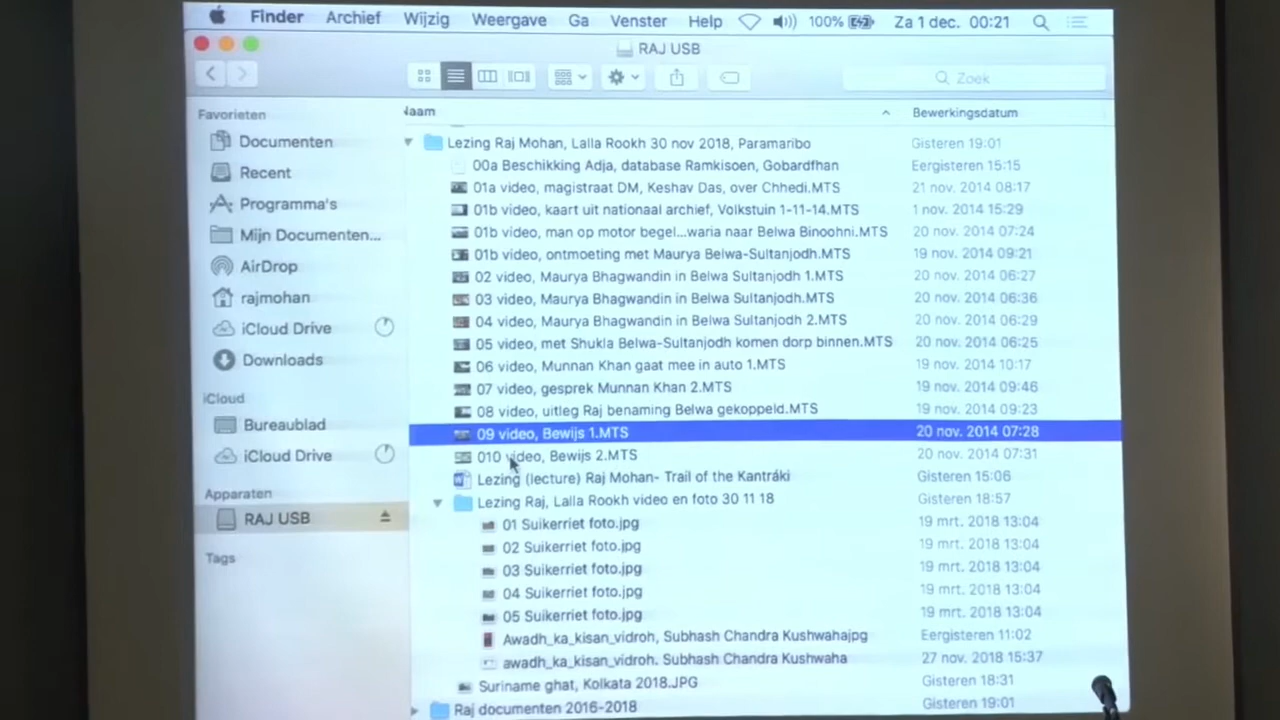 Finder Archief Wijzig Weergave Ga Venster Help 100% Za 1 dec. 00:21
RAJ USB
Zoek
Favorieten
Documenten
Recent
Programma's
Mijn Documenten...
AirDrop
rajmohan
iCloud Drive
Downloads
iCloud
Bureaublad
iCloud Drive
Apparaten
RAJ USB
Tags
Naam Bewerkingsdatum
Lezing Raj Mohan, Lalla Rookh 30 nov 2018, Paramaribo Gisteren 19:01
00a Beschikking Adja, database Ramkisoen, Gobardfhan Eergisteren 15:15
01a video, magistraat DM, Keshav Das, over Chhedi.MTS 21 nov. 2014 08:17
01b video, kaart uit nationaal archief, Volkstuin 1-11-14.MTS 1 nov. 2014 15:29
01b video, man op motor begel...waria naar Belwa Binoohni.MTS 20 nov. 2014 07:24
01b video, ontmoeting met Maurya Belwa-Sultanjodh.MTS 19 nov. 2014 09:21
02 video, Maurya Bhagwandin in Belwa Sultanjodh 1.MTS 20 nov. 2014 06:27
03 video, Maurya Bhagwandin in Belwa Sultanjodh.MTS 20 nov. 2014 06:36
04 video, Maurya Bhagwandin in Belwa Sultanjodh 2.MTS 20 nov. 2014 06:29
05 video, met Shukla Belwa-Sultanjodh komen dorp binnen.MTS 20 nov. 2014 06:25
06 video, Munnan Khan gaat mee in auto 1.MTS 19 nov. 2014 10:17
07 video, gesprek Munnan Khan 2.MTS 19 nov. 2014 09:46
08 video, uitleg Raj benaming Belwa gekoppeld.MTS 19 nov. 2014 09:23
09 video, Bewijs 1.MTS 20 nov. 2014 07:28
010 video, Bewijs 2.MTS 20 nov. 2014 07:31
Lezing (lecture) Raj Mohan- Trail of the Kantráki Gisteren 15:06
Lezing Raj, Lalla Rookh video en foto 30 11 18 Gisteren 18:57
01 Suikerriet foto.jpg 19 mrt. 2018 13:04
02 Suikerriet foto.jpg 19 mrt. 2018 13:04
03 Suikerriet foto.jpg 19 mrt. 2018 13:04
04 Suikerriet foto.jpg 19 mrt. 2018 13:04
05 Suikerriet foto.jpg 19 mrt. 2018 13:04
Awadh_ka_kisan_vidroh, Subhash Chandra Kushwahajpg Eergisteren 11:02
awadh_ka_kisan_vidroh. Subhash Chandra Kushwaha 27 nov. 2018 15:37
Suriname ghat, Kolkata 2018.JPG Gisteren 18:31
Raj documenten 2016-2018 Gisteren 19:01